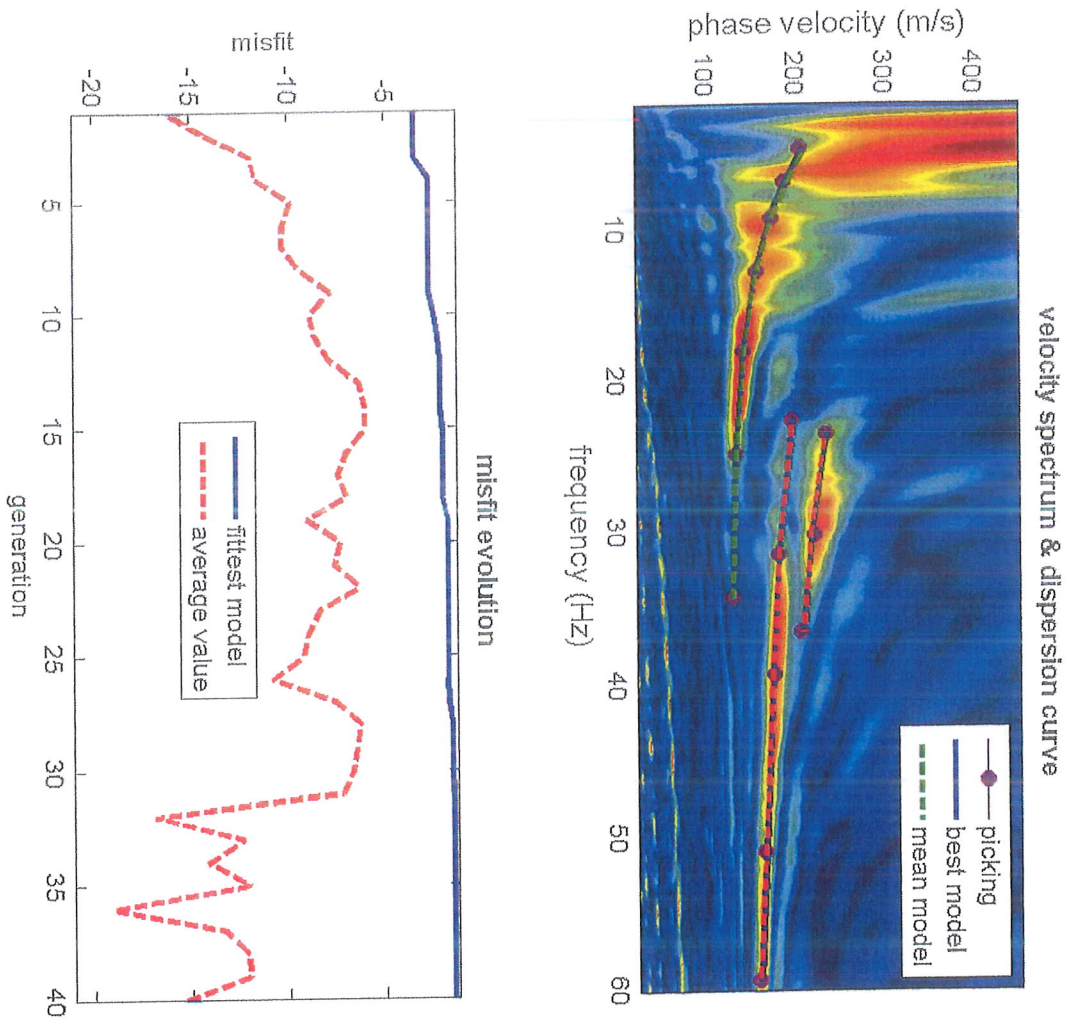 velocity spectrum & dispersion curve
phase velocity (m/s)
400
300
200
100
picking
best model
mean model
10
20
30
40
50
60
frequency (Hz)
misfit evolution
misfit
-5
-10
-15
-20
fittest model
average value
5
10
15
20
25
30
35
40
generation